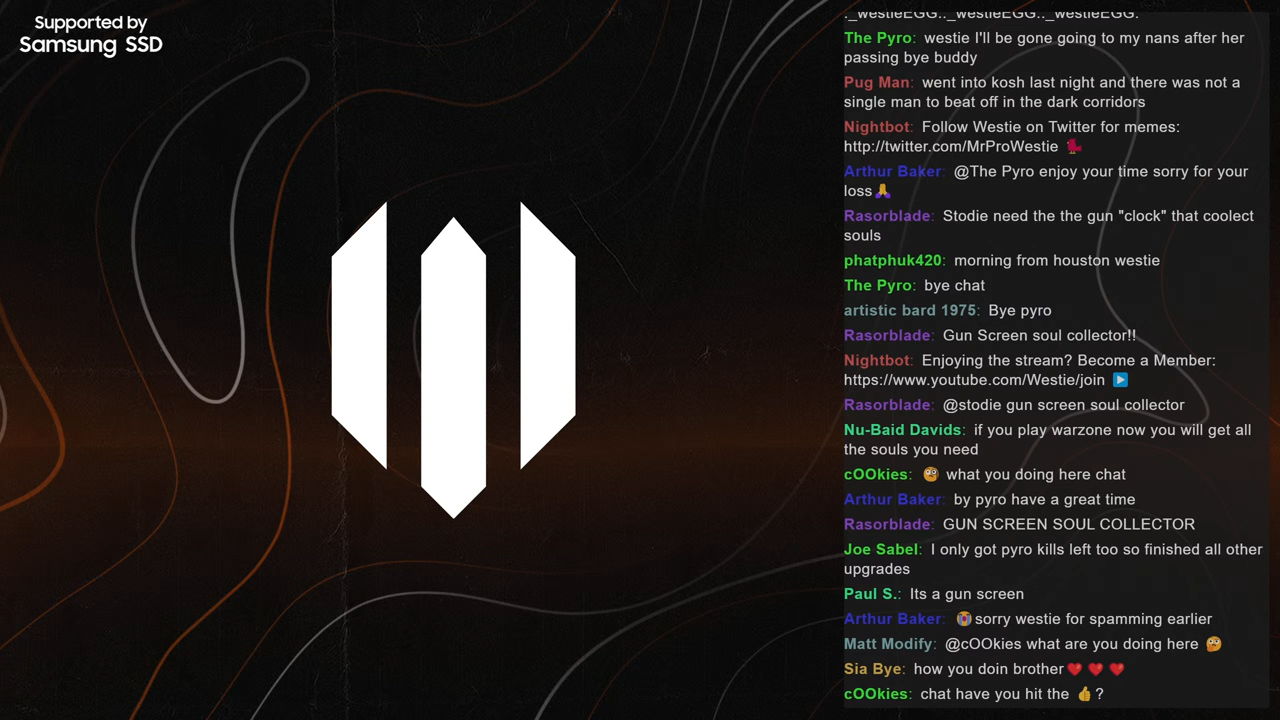 Supported by
Samsung SSD
:_westieEGG::_westieEGG::_westieEGG:
The Pyro: westie I'll be gone going to my nans after her
passing bye buddy
Pug Man: went into kosh last night and there was not a
single man to beat off in the dark corridors
Nightbot: Follow Westie on Twitter for memes:
http://twitter.com/MrProWestie
Arthur Baker: @The Pyro enjoy your time sorry for your
loss🙏
Rasorblade: Stodie need the the gun "clock" that coolect
souls
phatphuk420: morning from houston westie
The Pyro: bye chat
artistic bard 1975: Bye pyro
Rasorblade: Gun Screen soul collector!!
Nightbot: Enjoying the stream? Become a Member:
https://www.youtube.com/Westie/join ▶️
Rasorblade: @stodie gun screen soul collector
Nu-Baid Davids: if you play warzone now you will get all
the souls you need
cOOkies: 🧐 what you doing here chat
Arthur Baker: by pyro have a great time
Rasorblade: GUN SCREEN SOUL COLLECTOR
Joe Sabel: I only got pyro kills left too so finished all other
upgrades
Paul S.: Its a gun screen
Arthur Baker: 😭sorry westie for spamming earlier
Matt Modify: @cOOkies what are you doing here 🤔
Sia Bye: how you doin brother❤️❤️❤️
cOOkies: chat have you hit the 👍?